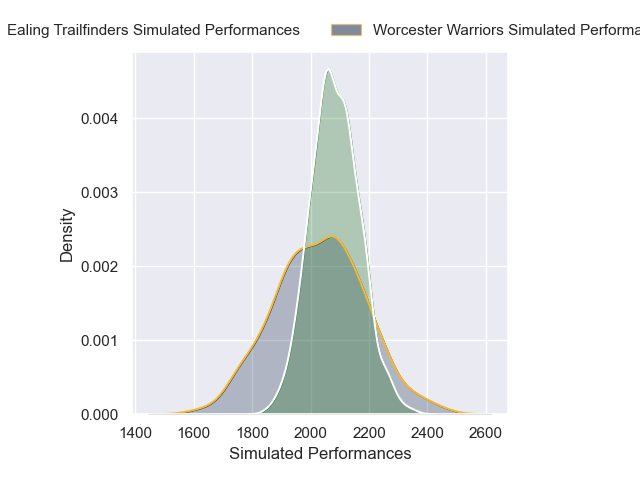 Ealing Trailfinders Simulated Performances
Worcester Warriors Simulated Performa
0.004
0.003
0.002
0.001
0.000
Density
1400 1600 1800 2000 2200 2400 2600
Simulated Performances